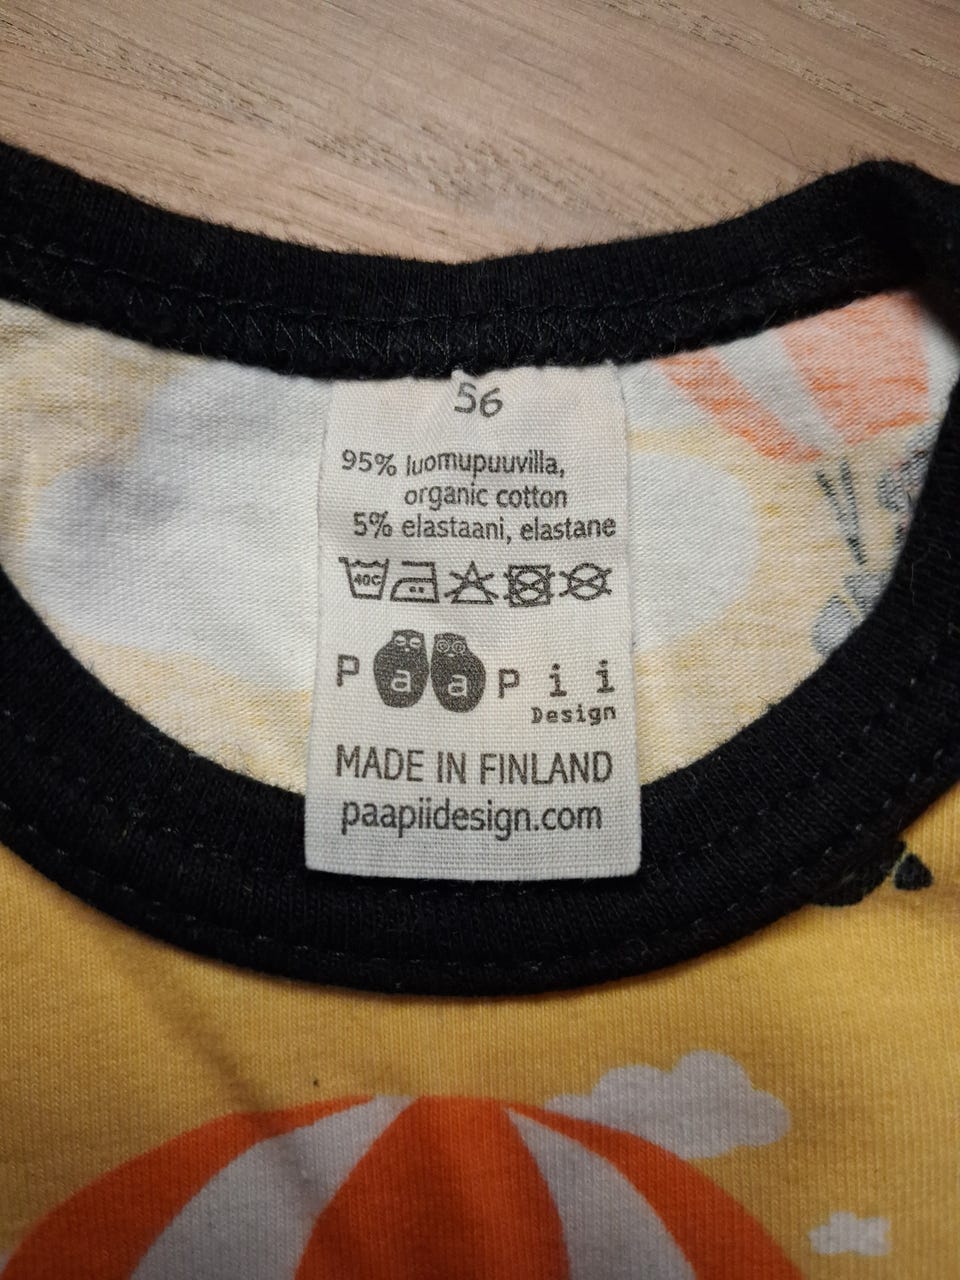 56
95% luomupuuvilla,
organic cotton
5% elastaani, elastane
40C
PaaPii
Design
MADE IN FINLAND
paapiidesign.com